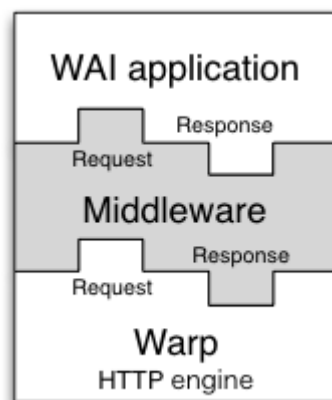 WAI application
Response
Request
Middleware
Response
Request
Warp
HTTP engine